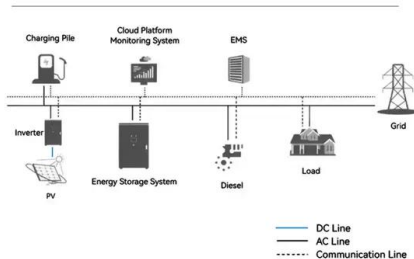 Charging Pile
Cloud Platform
Monitoring System
EMS
Grid
Inverter
PV
Energy Storage System
Diesel
Load
DC Line
AC Line
Communication Line